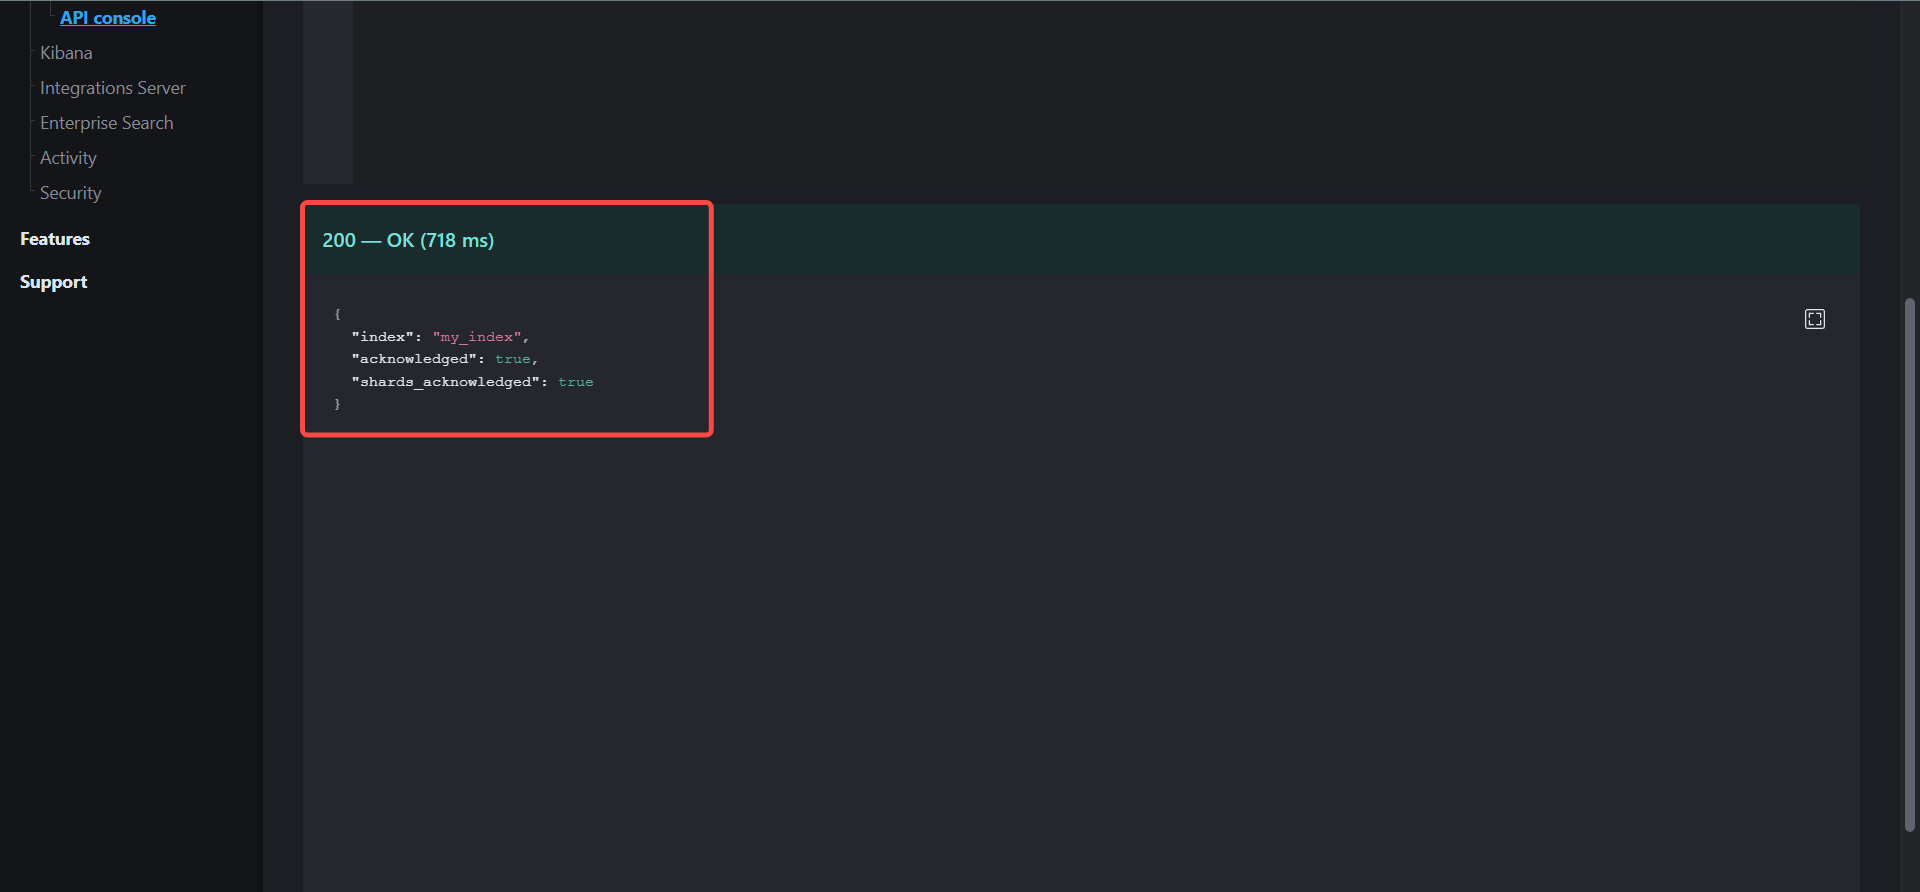 API console
Kibana
Integrations Server
Enterprise Search
Activity
Security
Features
Support
200 — OK (718 ms)
{
"index": "my_index",
"acknowledged": true,
"shards_acknowledged": true
}